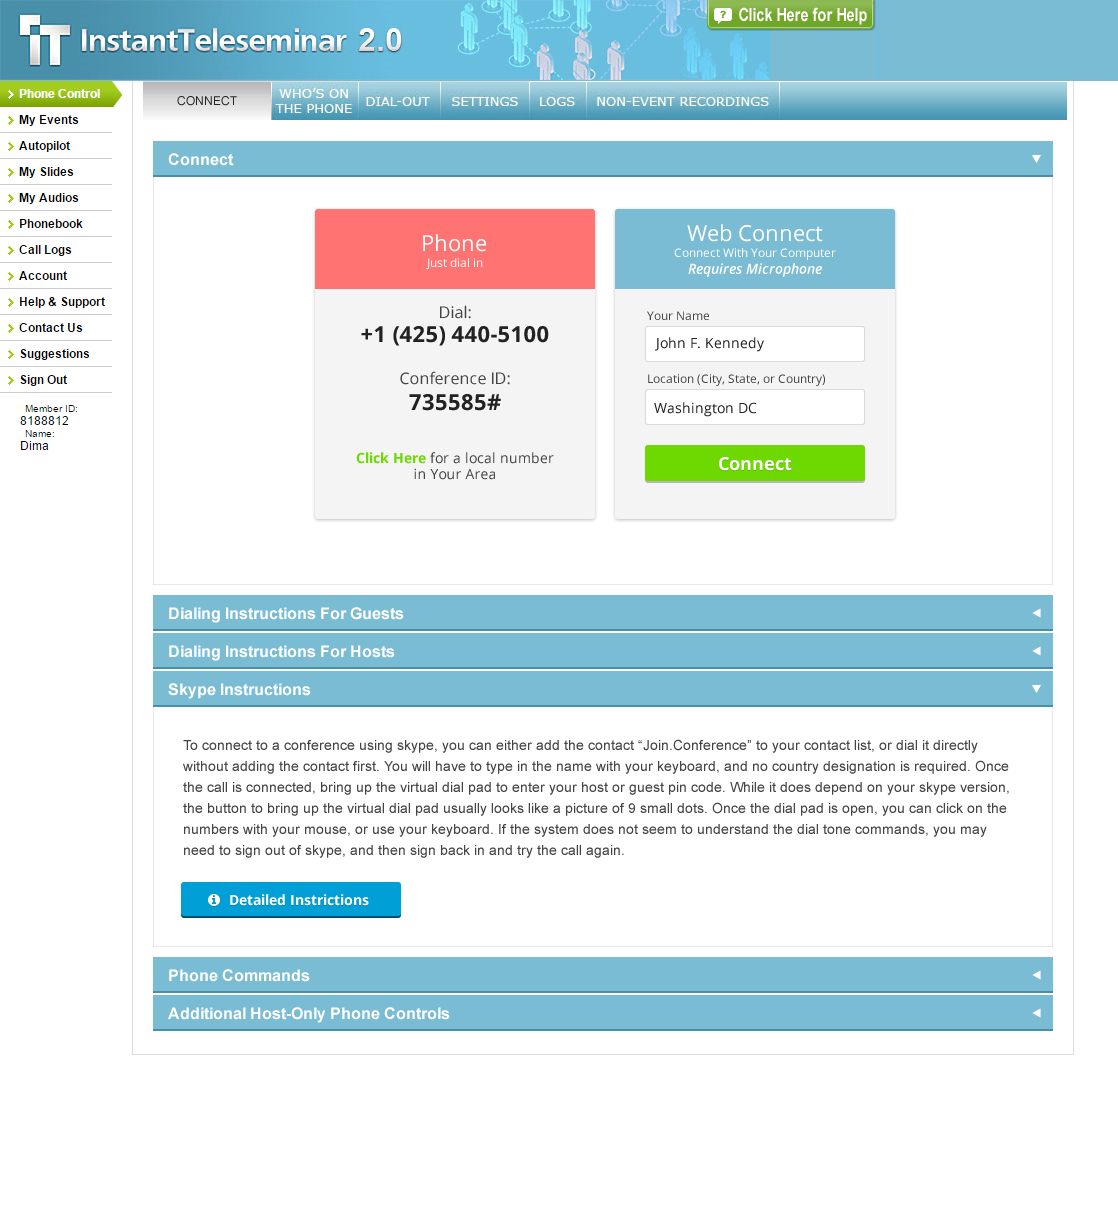 iT InstantTeleseminar 2.0
Click Here for Help
Phone Control
My Events
Autopilot
My Slides
My Audios
Phonebook
Call Logs
Account
Help & Support
Contact Us
Suggestions
Sign Out
Member ID:
8188812
Name:
Dima
CONNECT
WHO'S ON
THE PHONE
DIAL-OUT
SETTINGS
LOGS
NON-EVENT RECORDINGS
Connect
Phone
Just dial in
Dial:
+1 (425) 440-5100
Conference ID:
735585#
Click Here for a local number
in Your Area
Web Connect
Connect With Your Computer
Requires Microphone
Your Name
John F. Kennedy
Location (City, State, or Country)
Washington DC
Connect
Dialing Instructions For Guests
Dialing Instructions For Hosts
Skype Instructions
To connect to a conference using skype, you can either add the contact “Join.Conference” to your contact list, or dial it directly
without adding the contact first. You will have to type in the name with your keyboard, and no country designation is required. Once
the call is connected, bring up the virtual dial pad to enter your host or guest pin code. While it does depend on your skype version,
the button to bring up the virtual dial pad usually looks like a picture of 9 small dots. Once the dial pad is open, you can click on the
numbers with your mouse, or use your keyboard. If the system does not seem to understand the dial tone commands, you may
need to sign out of skype, and then sign back in and try the call again.
Detailed Instrictions
Phone Commands
Additional Host-Only Phone Controls